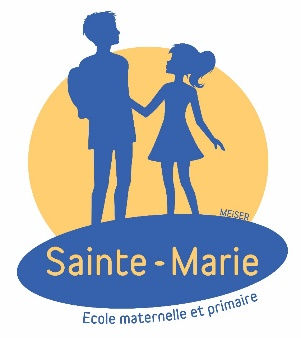 MEISER
Sainte-Marie
Ecole maternelle et primaire